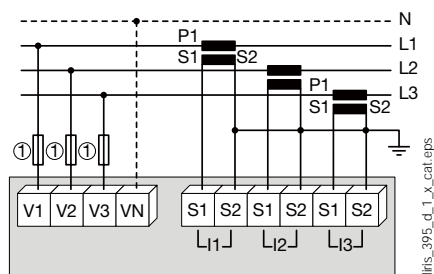 N
P1
L1
S1 S2
L2
P1
L3
S1 S2
① ① ①
V1 V2 V3 VN S1 S2 S1 S2 S1 S2
I1 I2 I3
Iris_395_d_1_x_cat.eps